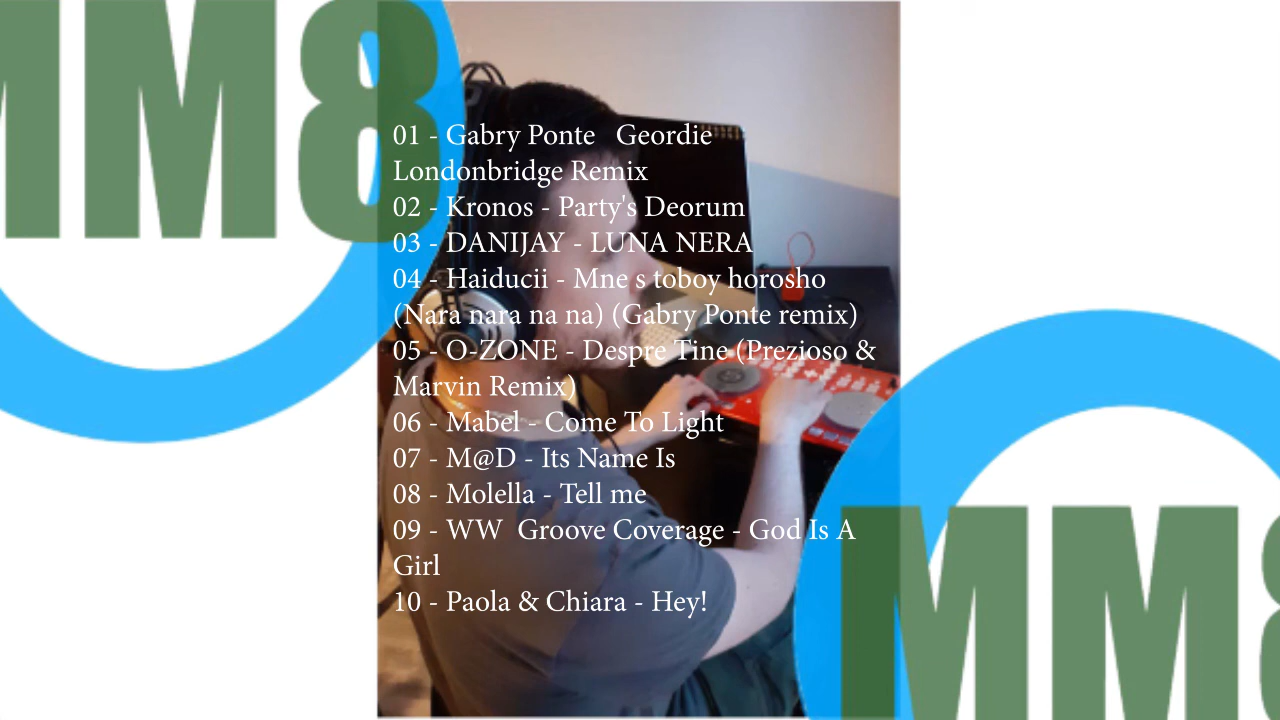 MM8
01 - Gabry Ponte   Geordie
Londonbridge Remix
02 - Kronos - Party's Deorum
03 - DANIJAY - LUNA NERA
04 - Haiducii - Mne s toboy horosho
(Nara nara na na) (Gabry Ponte remix)
05 - O-ZONE - Despre Tine (Prezioso &
Marvin Remix)
06 - Mabel - Come To Light
07 - M@D - Its Name Is
08 - Molella - Tell me
09 - WW  Groove Coverage - God Is A
Girl
10 - Paola & Chiara - Hey!
MM8